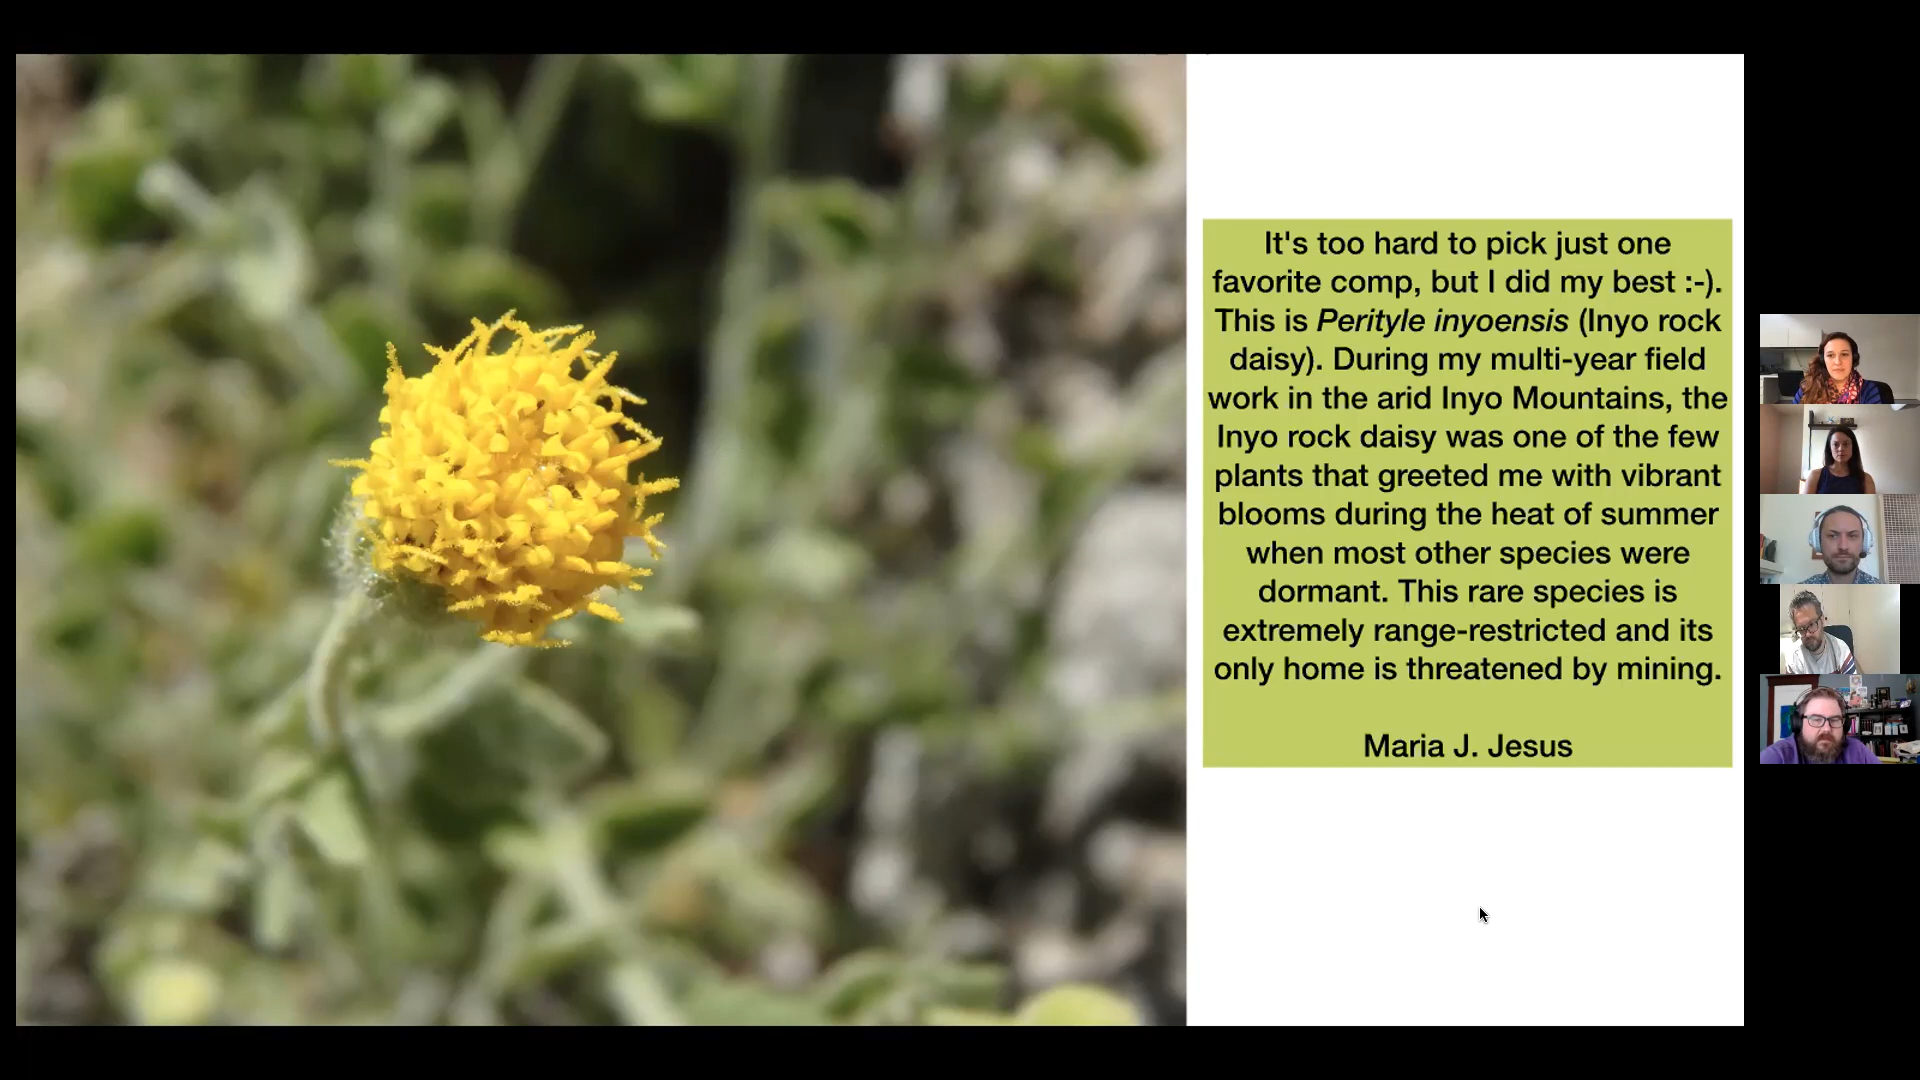 It's too hard to pick just one
favorite comp, but I did my best :-).
This is Perityle inyoensis (Inyo rock
daisy). During my multi-year field
work in the arid Inyo Mountains, the
Inyo rock daisy was one of the few
plants that greeted me with vibrant
blooms during the heat of summer
when most other species were
dormant. This rare species is
extremely range-restricted and its
only home is threatened by mining.
Maria J. Jesus